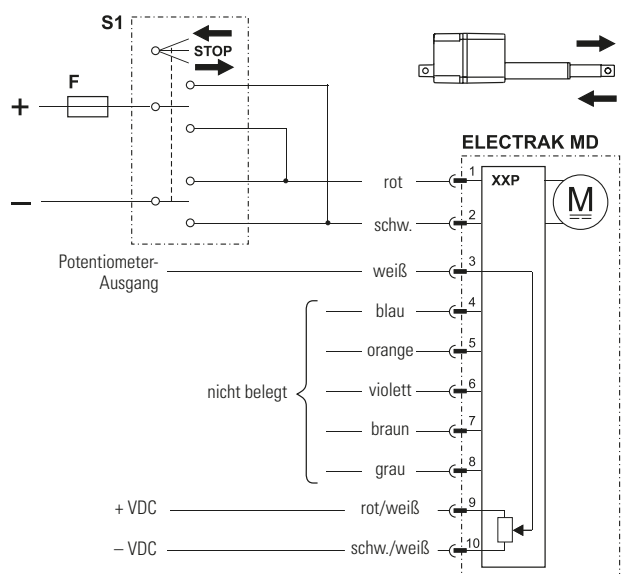 S1
STOP
F
+
–
ELECTRAK MD
XXP
M
rot 1
schw. 2
Potentiometer-
Ausgang
weiß 3
nicht belegt
blau 4
orange 5
violett 6
braun 7
grau 8
+ VDC rot/weiß 9
– VDC schw./weiß 10